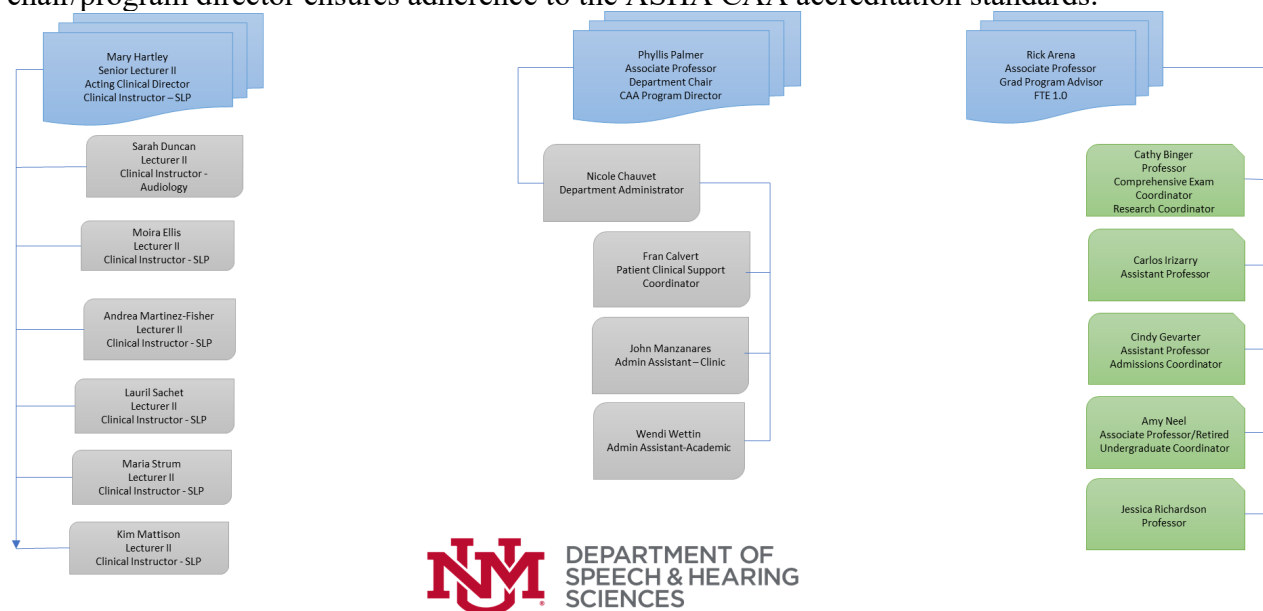 chair/program director ensures adherence to the ASHA CAA accreditation standards.
Mary Hartley
Senior Lecturer II
Acting Clinical Director
Clinical Instructor – SLP
Sarah Duncan
Lecturer II
Clinical Instructor -
Audiology
Moira Ellis
Lecturer II
Clinical Instructor - SLP
Andrea Martinez-Fisher
Lecturer II
Clinical Instructor - SLP
Lauril Sachet
Lecturer II
Clinical Instructor - SLP
Maria Strum
Lecturer II
Clinical Instructor - SLP
Kim Mattison
Lecturer II
Clinical Instructor - SLP
Phyllis Palmer
Associate Professor
Department Chair
CAA Program Director
Nicole Chauvet
Department Administrator
Fran Calvert
Patient Clinical Support
Coordinator
John Manzanares
Admin Assistant – Clinic
Wendi Wettin
Admin Assistant-Academic
Rick Arena
Associate Professor
Grad Program Advisor
FTE 1.0
Cathy Binger
Professor
Comprehensive Exam
Coordinator
Research Coordinator
Carlos Irizarry
Assistant Professor
Cindy Gevarter
Assistant Professor
Admissions Coordinator
Amy Neel
Associate Professor/Retired
Undergraduate Coordinator
Jessica Richardson
Professor
UNM®
DEPARTMENT OF
SPEECH & HEARING
SCIENCES